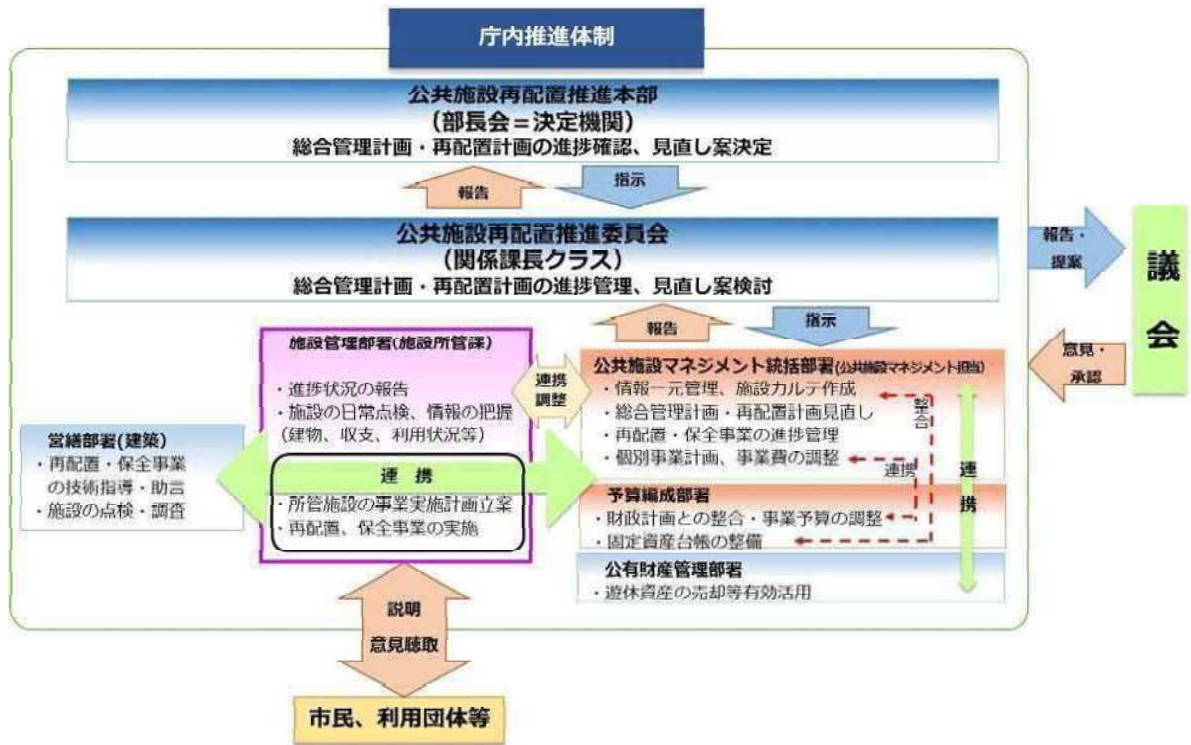 庁内推進体制
公共施設再配置推進本部
(部長会＝決定機関)
総合管理計画・再配置計画の進捗確認、見直し案決定
報告
指示
公共施設再配置推進委員会
(関係課長クラス)
総合管理計画・再配置計画の進捗管理、見直し案検討
報告・
提案
議会
意見・
承認
報告
指示
施設管理部署(施設所管課)
・進捗状況の報告
・施設の日常点検、情報の把握
(建物、収支、利用状況等)
連携
調整
公共施設マネジメント統括部署(公共施設マネジメント担当)
・情報一元管理、施設カルテ作成
・総合管理計画・再配置計画見直し
・再配置・保全事業の進捗管理
・個別事業計画、事業費の調整
整合
連携
連携
営繕部署(建築)
・再配置・保全事業
の技術指導・助言
・施設の点検・調査
連携
・所管施設の事業実施計画立案
・再配置、保全事業の実施
予算編成部署
・財政計画との整合・事業予算の調整
・固定資産台帳の整備
公有財産管理部署
・遊休資産の売却等有効活用
説明
意見聴取
市民、利用団体等